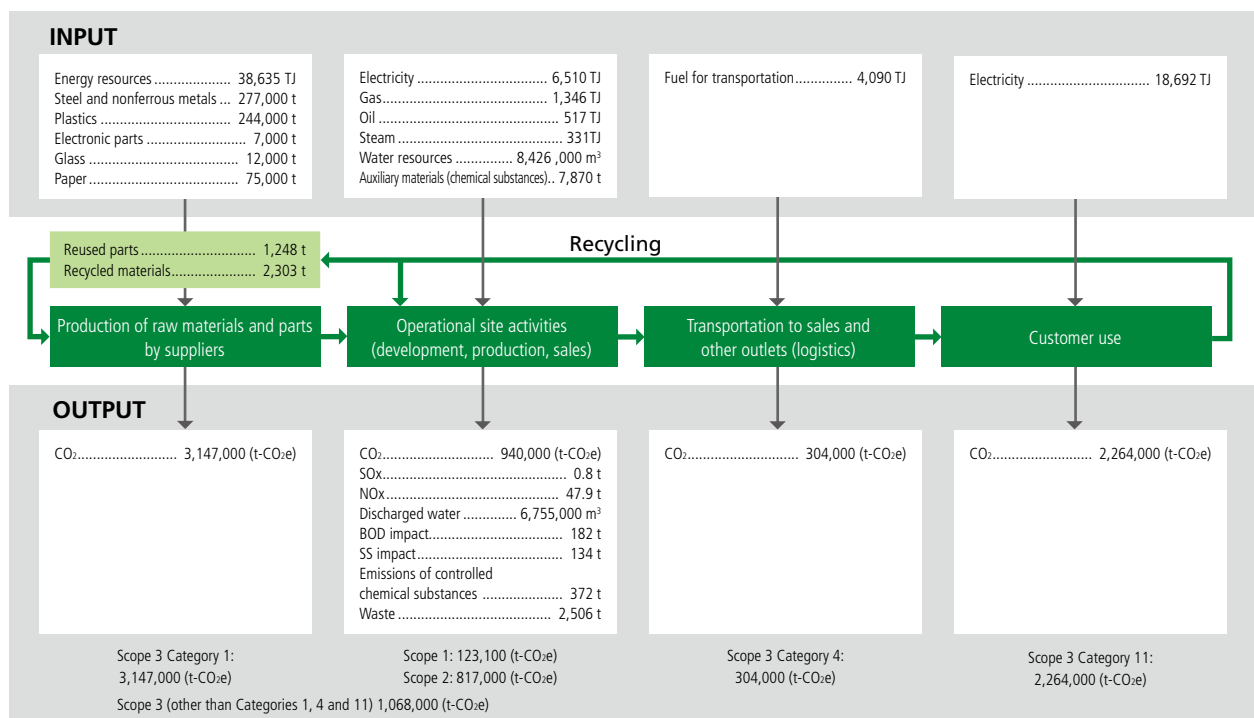 INPUT
Energy resources .................... 38,635 TJ
Steel and nonferrous metals ... 277,000 t
Plastics .................................. 244,000 t
Electronic parts .......................... 7,000 t
Glass ...................................... 12,000 t
Paper ...................................... 75,000 t
Electricity .................................. 6,510 TJ
Gas .......................................... 1,346 TJ
Oil ............................................... 517 TJ
Steam ........................................ 331TJ
Water resources ............... 8,426 ,000 m³
Auxiliary materials (chemical substances).. 7,870 t
Fuel for transportation ............... 4,090 TJ
Electricity ................................ 18,692 TJ
Reused parts ............................. 1,248 t
Recycled materials ...................... 2,303 t
Recycling
Production of raw materials and parts
by suppliers
Operational site activities
(development, production, sales)
Transportation to sales and
other outlets (logistics)
Customer use
OUTPUT
CO₂ .......................... 3,147,000 (t-CO₂e)
CO₂ ............................ 940,000 (t-CO₂e)
SOx ............................................... 0.8 t
NOx ............................................ 47.9 t
Discharged water .............. 6,755,000 m³
BOD impact .................................. 182 t
SS impact ..................................... 134 t
Emissions of controlled
chemical substances ..................... 372 t
Waste ....................................... 2,506 t
CO₂ ............................ 304,000 (t-CO₂e)
CO₂ .......................... 2,264,000 (t-CO₂e)
Scope 3 Category 1:
3,147,000 (t-CO₂e)
Scope 1: 123,100 (t-CO₂e)
Scope 2: 817,000 (t-CO₂e)
Scope 3 Category 4:
304,000 (t-CO₂e)
Scope 3 Category 11:
2,264,000 (t-CO₂e)
Scope 3 (other than Categories 1, 4 and 11) 1,068,000 (t-CO₂e)